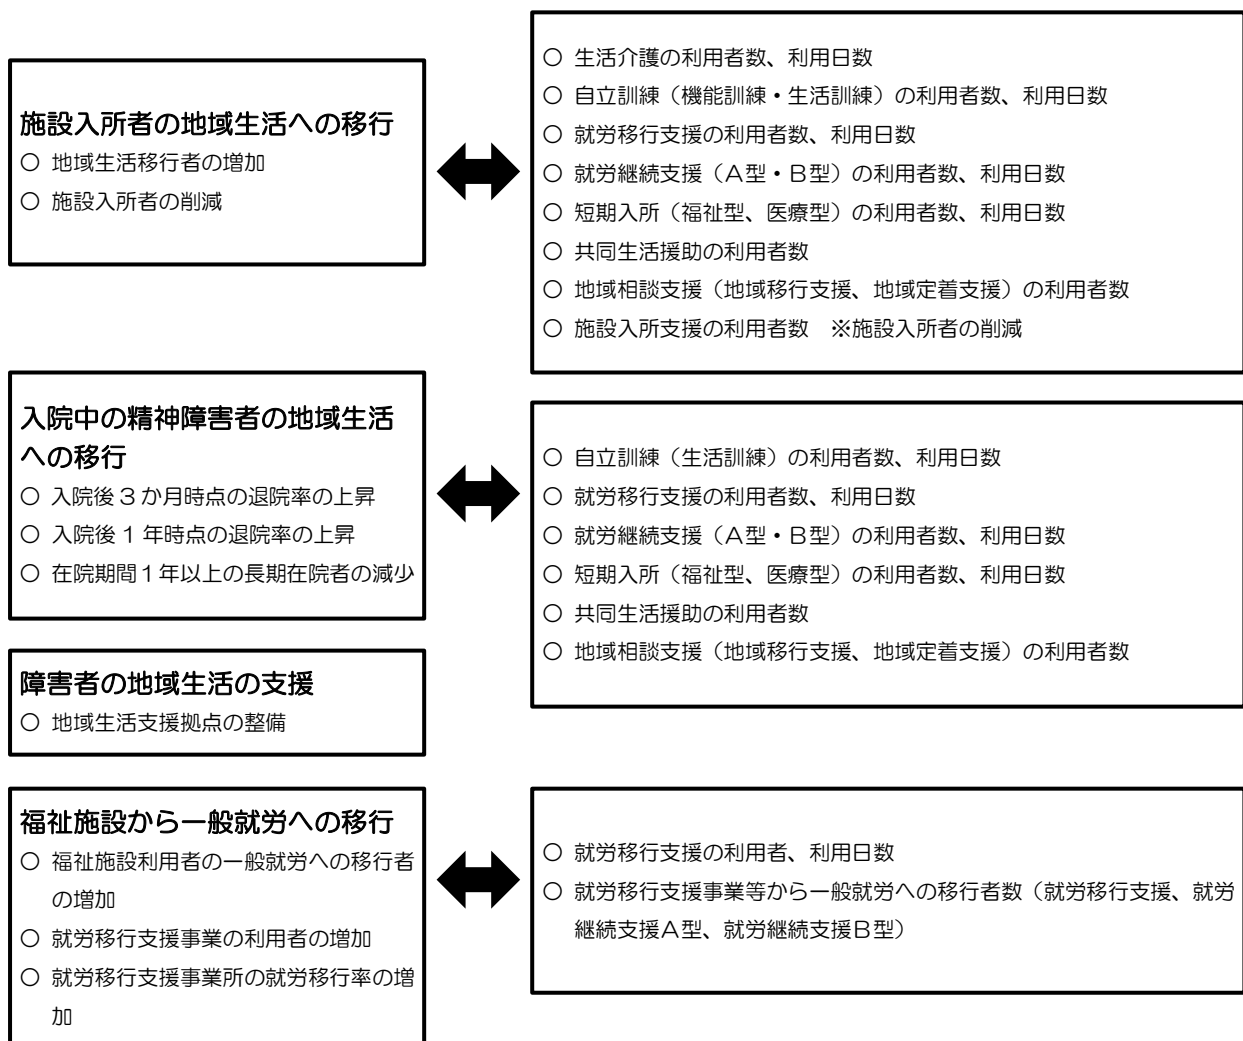 施設入所者の地域生活への移行
○ 地域生活移行者の増加
○ 施設入所者の削減
○ 生活介護の利用者数、利用日数
○ 自立訓練（機能訓練・生活訓練）の利用者数、利用日数
○ 就労移行支援の利用者数、利用日数
○ 就労継続支援（A型・B型）の利用者数、利用日数
○ 短期入所（福祉型、医療型）の利用者数、利用日数
○ 共同生活援助の利用者数
○ 地域相談支援（地域移行支援、地域定着支援）の利用者数
○ 施設入所支援の利用者数　※施設入所者の削減
入院中の精神障害者の地域生活
への移行
○ 入院後３か月時点の退院率の上昇
○ 入院後１年時点の退院率の上昇
○ 在院期間１年以上の長期在院者の減少
○ 自立訓練（生活訓練）の利用者数、利用日数
○ 就労移行支援の利用者数、利用日数
○ 就労継続支援（A型・B型）の利用者数、利用日数
○ 短期入所（福祉型、医療型）の利用者数、利用日数
○ 共同生活援助の利用者数
○ 地域相談支援（地域移行支援、地域定着支援）の利用者数
障害者の地域生活の支援
○ 地域生活支援拠点の整備
福祉施設から一般就労への移行
○ 福祉施設利用者の一般就労への移行者
の増加
○ 就労移行支援事業の利用者の増加
○ 就労移行支援事業所の就労移行率の増
加
○ 就労移行支援の利用者、利用日数
○ 就労移行支援事業等から一般就労への移行者数（就労移行支援、就労
継続支援A型、就労継続支援B型）